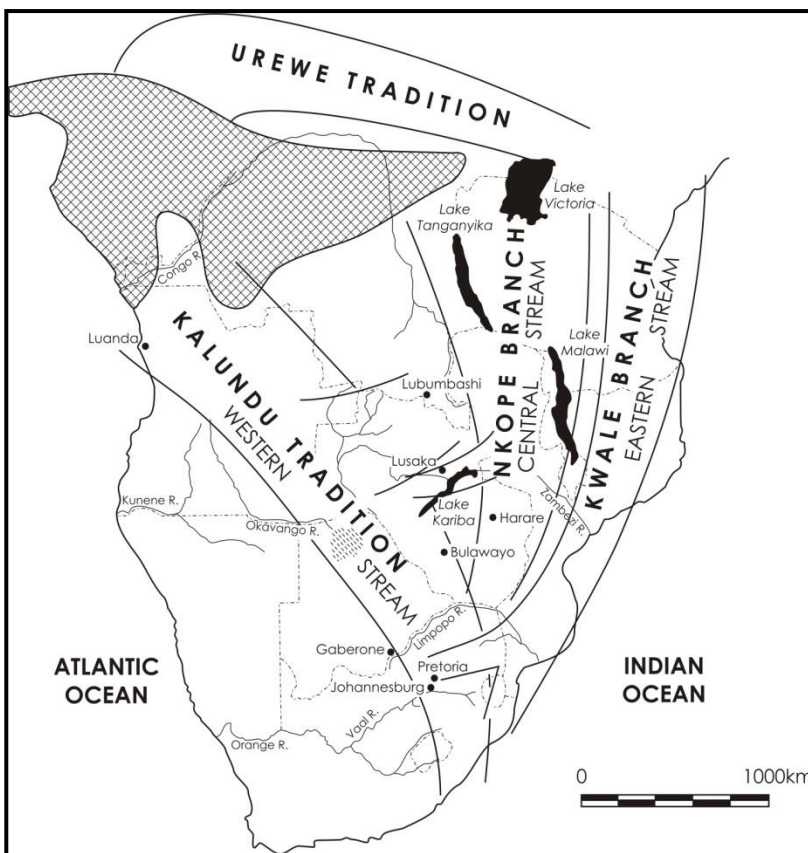 UREWE TRADITION
Lake
Victoria
Lake
Tanganyika
Congo R.
Luanda
KALUNDU TRADITION
WESTERN STREAM
NKOPE BRANCH
CENTRAL STREAM
KWALE BRANCH
EASTERN STREAM
Lake
Malawi
Lubumbashi
Lusaka
Lake
Kariba
Zambezi R.
Kunene R.
Okavango R.
Harare
Bulawayo
Limpopo R.
Gaberone
Pretoria
Johannesburg
ATLANTIC
OCEAN
INDIAN
OCEAN
Vaal R.
Orange R.
0 1000km